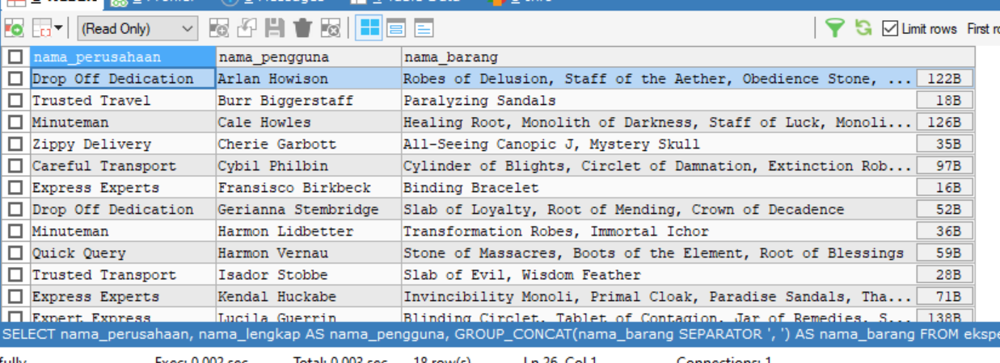 (Read Only) Limit rows First
nama_perusahaan nama_pengguna nama_barang
Drop Off Dedication Arlan Howison Robes of Delusion, Staff of the Aether, Obedience Stone, ... 122B
Trusted Travel Burr Biggerstaff Paralyzing Sandals 18B
Minuteman Cale Howles Healing Root, Monolith of Darkness, Staff of Luck, Monoli... 126B
Zippy Delivery Cherie Garbott All-Seeing Canopic J, Mystery Skull 35B
Careful Transport Cybil Philbin Cylinder of Blights, Circlet of Damnation, Extinction Rob... 97B
Express Experts Fransisco Birkbeck Binding Bracelet 16B
Drop Off Dedication Gerianna Stembridge Slab of Loyalty, Root of Mending, Crown of Decadence 52B
Minuteman Harmon Lidbetter Transformation Robes, Immortal Ichor 36B
Quick Query Harmon Vernau Stone of Massacres, Boots of the Element, Root of Blessings 59B
Trusted Transport Isador Stobbe Slab of Evil, Wisdom Feather 28B
Express Experts Kendal Huckabe Invincibility Monoli, Primal Cloak, Paradise Sandals, Tha... 71B
Expert Express Lucila Guerrin Blinding Circlet, Tablet of Contagion, Jar of Remedies, S... 138B
SELECT nama_perusahaan, nama_lengkap AS nama_pengguna, GROUP_CONCAT(nama_barang SEPARATOR ', ') AS nama_barang FROM ekspe
Exec: 0.002 sec Total: 0.003 sec 18 row(s) Ln 26, Col 1 Connections: 1